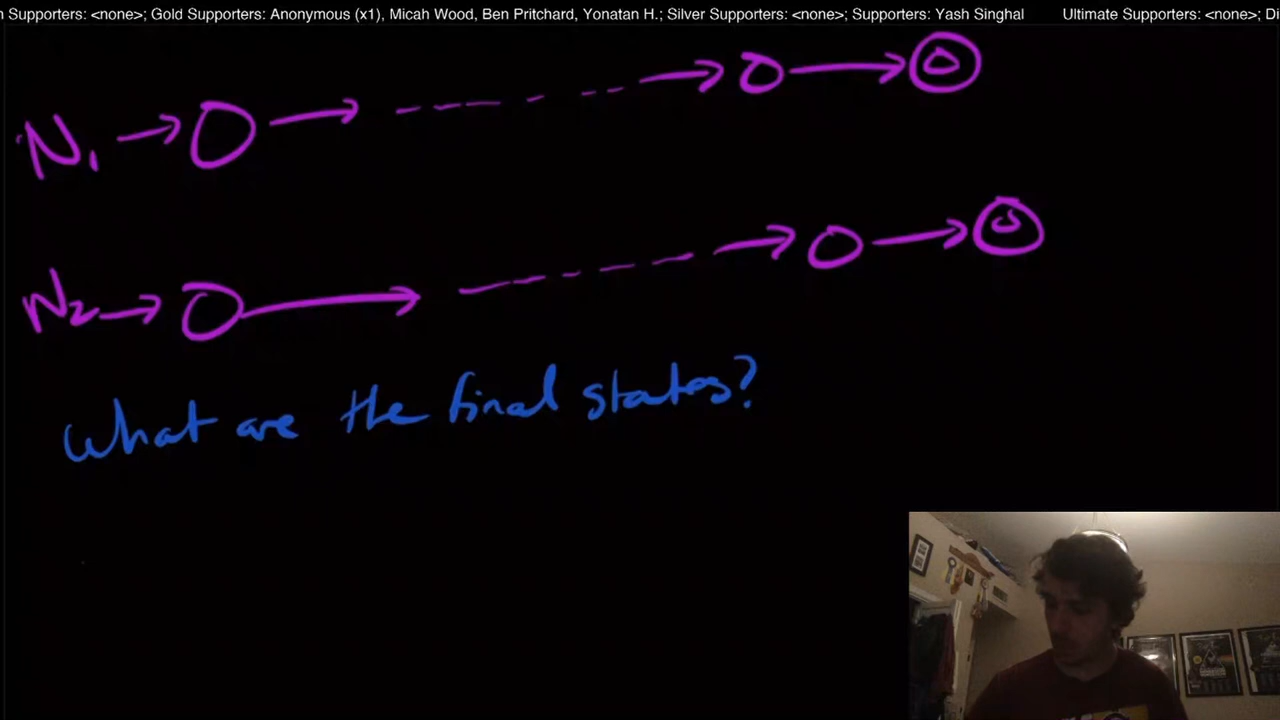 n Supporters: <none>; Gold Supporters: Anonymous (x1), Micah Wood, Ben Pritchard, Yonatan H.; Silver Supporters: <none>; Supporters: Yash Singhal Ultimate Supporters: <none>; Di
N₁
N₂
What are the final states?